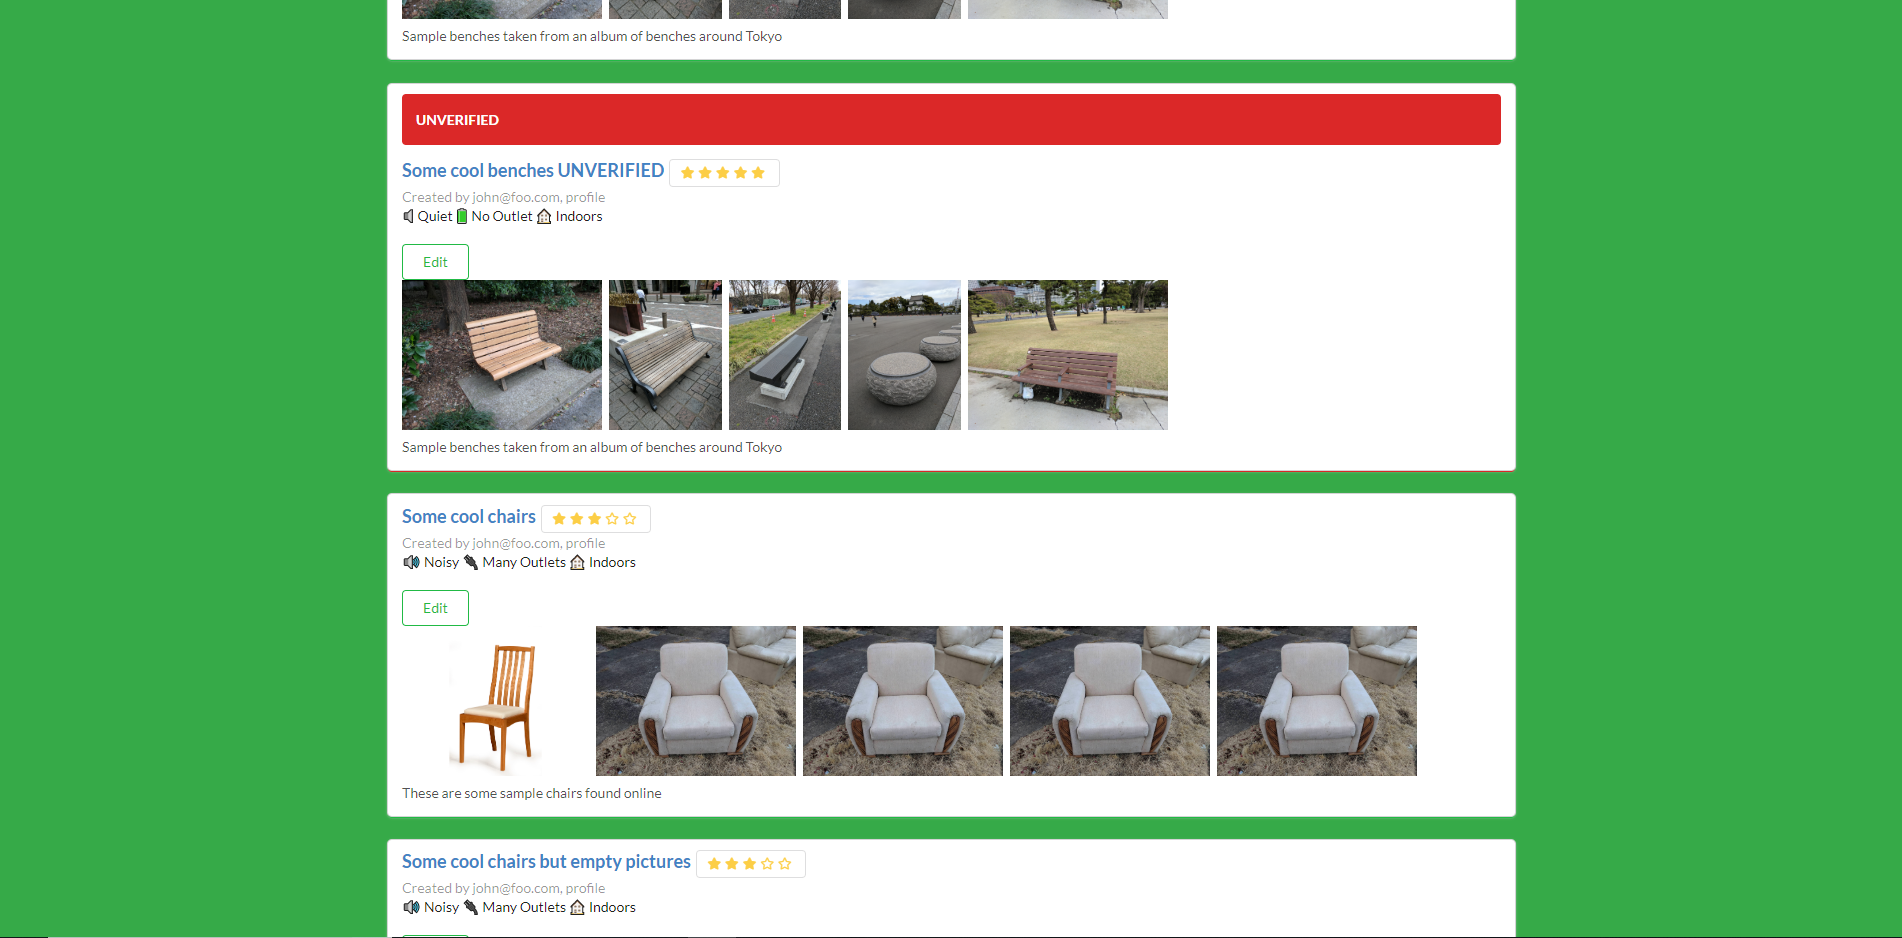 Sample benches taken from an album of benches around Tokyo
UNVERIFIED
Some cool benches UNVERIFIED
Created by john@foo.com, profile
Quiet No Outlet Indoors
Edit
Sample benches taken from an album of benches around Tokyo
Some cool chairs
Created by john@foo.com, profile
Noisy Many Outlets Indoors
Edit
These are some sample chairs found online
Some cool chairs but empty pictures
Created by john@foo.com, profile
Noisy Many Outlets Indoors